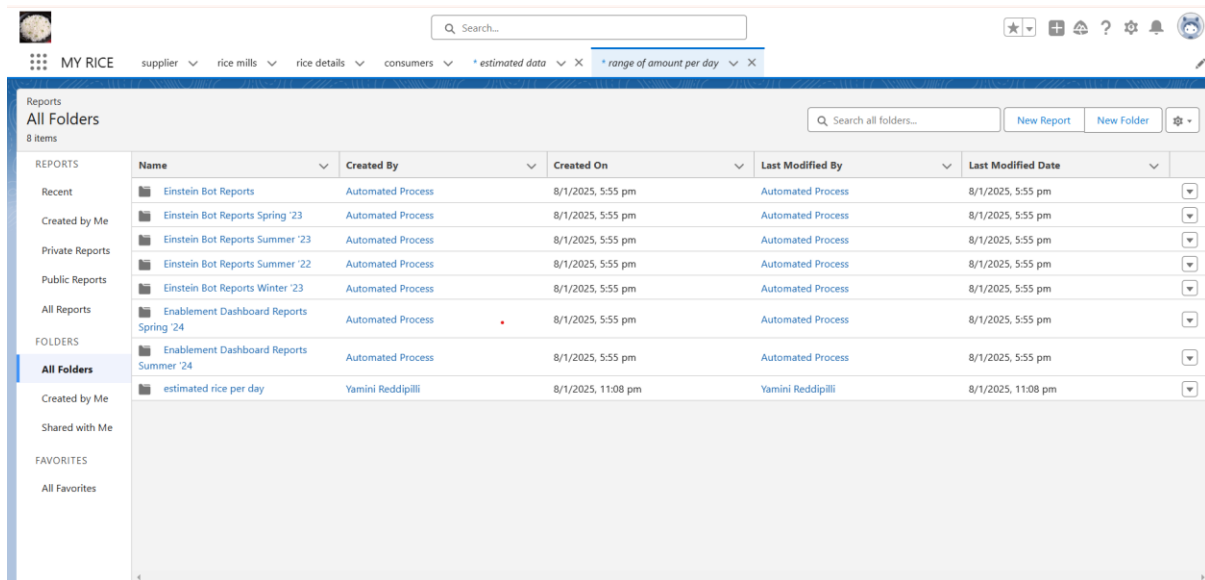 Search...
MY RICE supplier rice mills rice details consumers * estimated data * range of amount per day
Reports
All Folders
8 items
Search all folders...
New Report New Folder
REPORTS
Recent
Created by Me
Private Reports
Public Reports
All Reports
FOLDERS
All Folders
Created by Me
Shared with Me
FAVORITES
All Favorites
Name Created By Created On Last Modified By Last Modified Date
Einstein Bot Reports Automated Process 8/1/2025, 5:55 pm Automated Process 8/1/2025, 5:55 pm
Einstein Bot Reports Spring '23 Automated Process 8/1/2025, 5:55 pm Automated Process 8/1/2025, 5:55 pm
Einstein Bot Reports Summer '23 Automated Process 8/1/2025, 5:55 pm Automated Process 8/1/2025, 5:55 pm
Einstein Bot Reports Summer '22 Automated Process 8/1/2025, 5:55 pm Automated Process 8/1/2025, 5:55 pm
Einstein Bot Reports Winter '23 Automated Process 8/1/2025, 5:55 pm Automated Process 8/1/2025, 5:55 pm
Enablement Dashboard Reports
Spring '24 Automated Process 8/1/2025, 5:55 pm Automated Process 8/1/2025, 5:55 pm
Enablement Dashboard Reports
Summer '24 Automated Process 8/1/2025, 5:55 pm Automated Process 8/1/2025, 5:55 pm
estimated rice per day Yamini Reddipilli 8/1/2025, 11:08 pm Yamini Reddipilli 8/1/2025, 11:08 pm